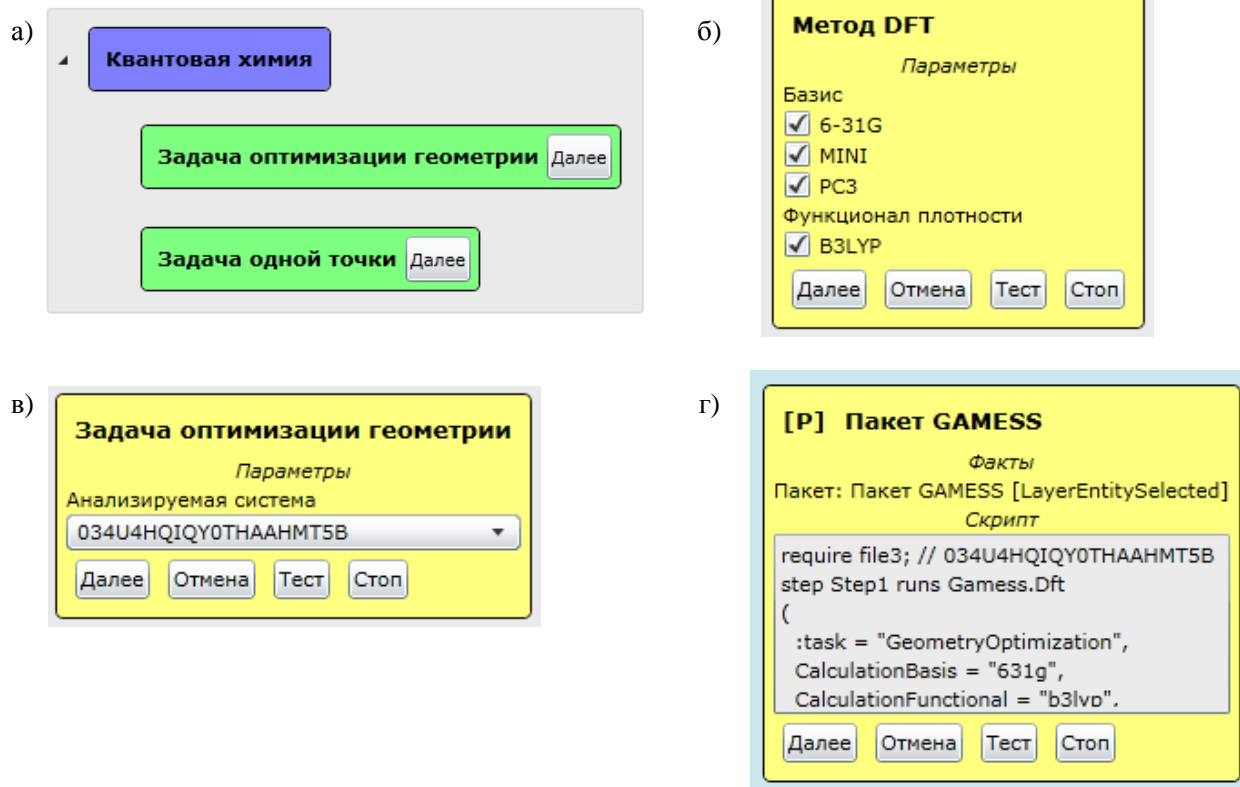 а)
Квантовая химия
Задача оптимизации геометрии Далее
Задача одной точки Далее
б)
Метод DFT
Параметры
Базис
6-31G
MINI
PC3
Функционал плотности
B3LYP
Далее Отмена Тест Стоп
в)
Задача оптимизации геометрии
Параметры
Анализируемая система
034U4HQIQY0THAAHMT5B
Далее Отмена Тест Стоп
г)
[P] Пакет GAMESS
Факты
Пакет: Пакет GAMESS [LayerEntitySelected]
Скрипт
require file3; // 034U4HQIQY0THAAHMT5B
step Step1 runs Gamess.Dft
(
:task = "GeometryOptimization",
CalculationBasis = "631g",
CalculationFunctional = "b3lyp",
Далее Отмена Тест Стоп